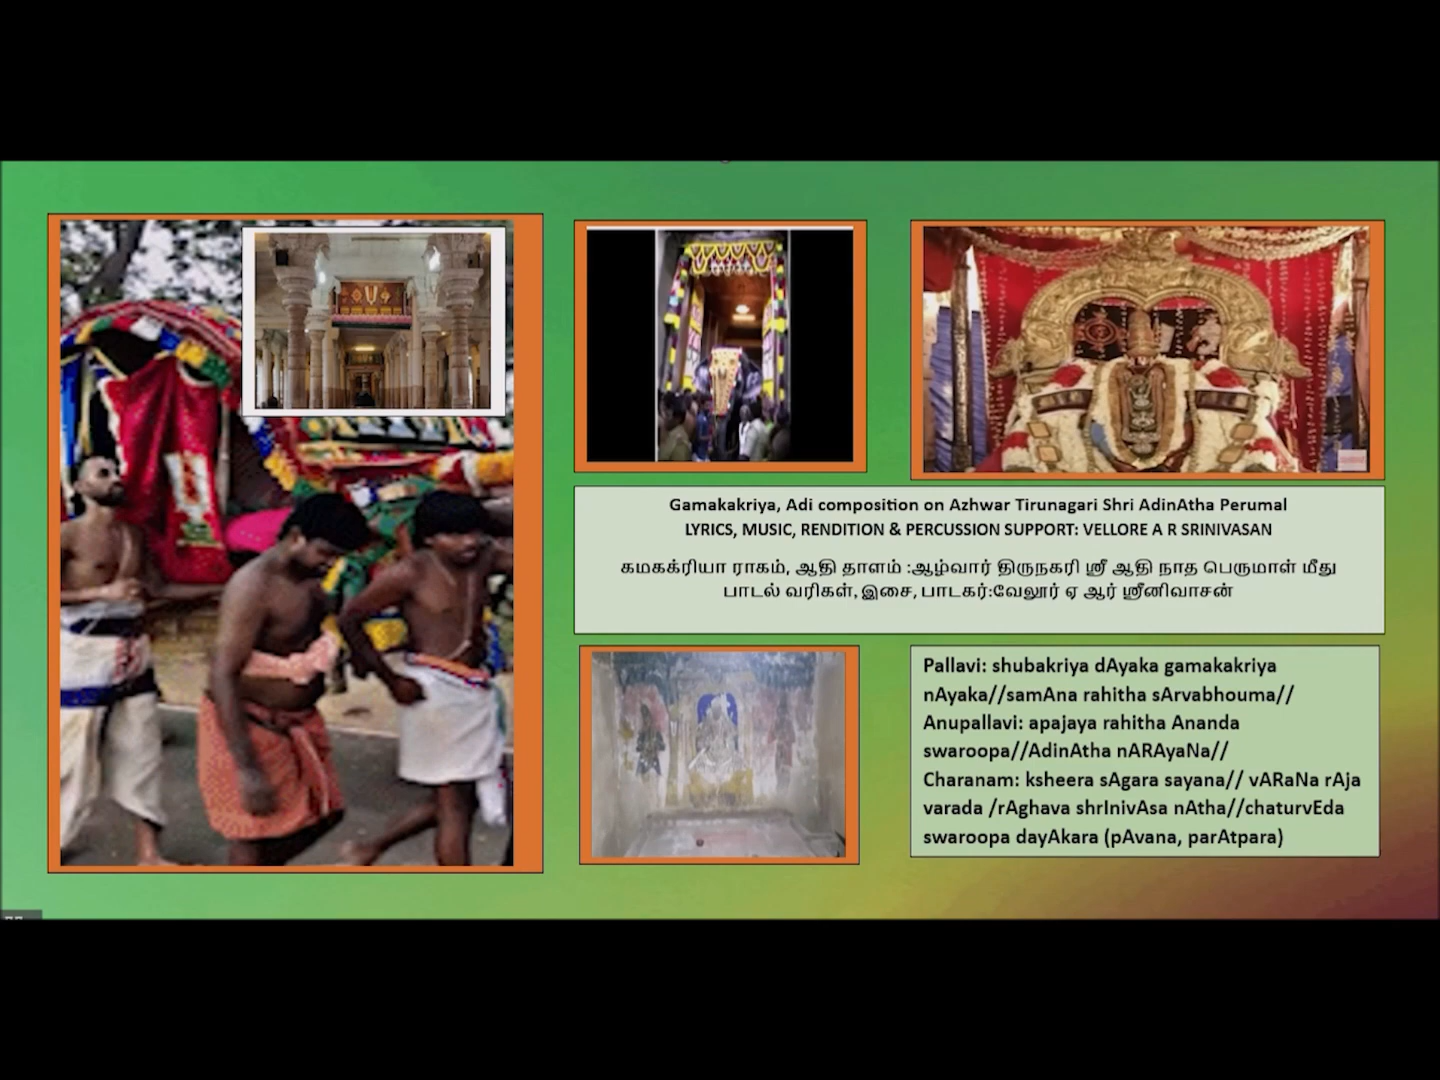 Gamakakriya, Adi composition on Azhwar Tirunagari Shri AdinAtha Perumal
LYRICS, MUSIC, RENDITION & PERCUSSION SUPPORT: VELLORE A R SRINIVASAN
கமகக்ரியா ராகம், ஆதி தாளம் :ஆழ்வார் திருநகரி ஸ்ரீ ஆதி நாத பெருமாள் மீது
பாடல் வரிகள், இசை, பாடகர்:வேலூர் ஏ ஆர் ஸ்ரீனிவாசன்
Pallavi: shubakriya dAyaka gamakakriya
nAyaka//samAna rahitha sArvabhouma//
Anupallavi: apajaya rahitha Ananda
swaroopa//AdinAtha nARAyaNa//
Charanam: ksheera sAgara sayana// vARaNa rAja
varada /rAghava shrInivAsa nAtha//chaturvEda
swaroopa dayAkara (pAvana, parAtpara)